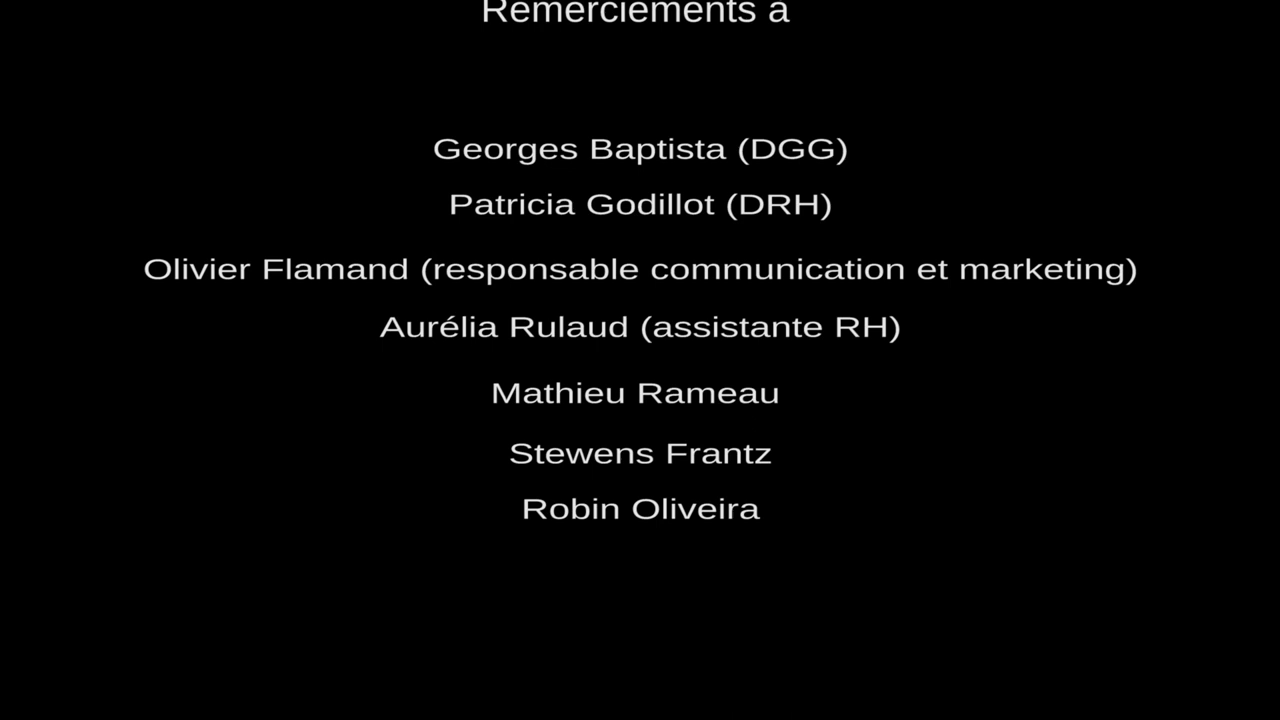 Remerciements à
Georges Baptista (DGG)
Patricia Godillot (DRH)
Olivier Flamand (responsable communication et marketing)
Aurélia Rulaud (assistante RH)
Mathieu Rameau
Stewens Frantz
Robin Oliveira